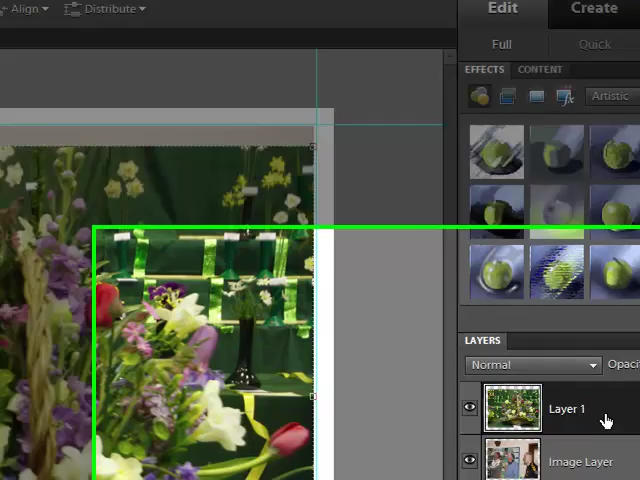 Align Distribute
Edit Create
Full Quick
EFFECTS CONTENT
Artistic
LAYERS
Normal Opaci
Layer 1
Image Layer